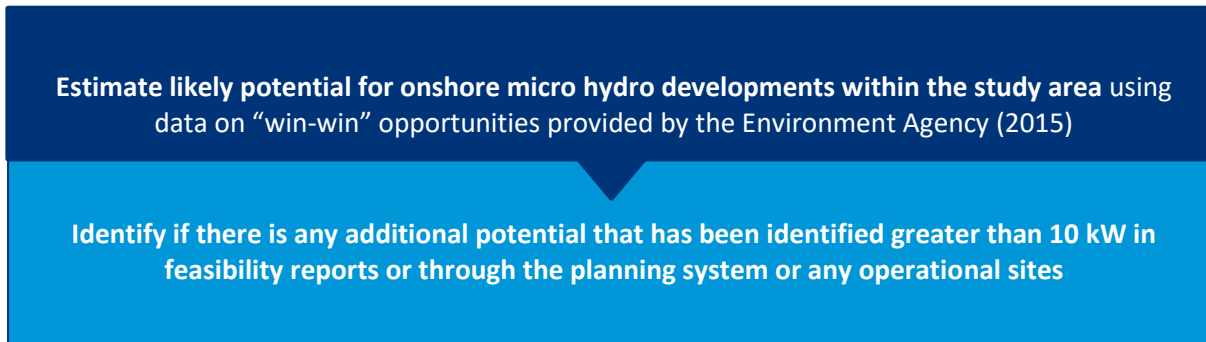 Estimate likely potential for onshore micro hydro developments within the study area using
data on “win-win” opportunities provided by the Environment Agency (2015)
Identify if there is any additional potential that has been identified greater than 10 kW in
feasibility reports or through the planning system or any operational sites